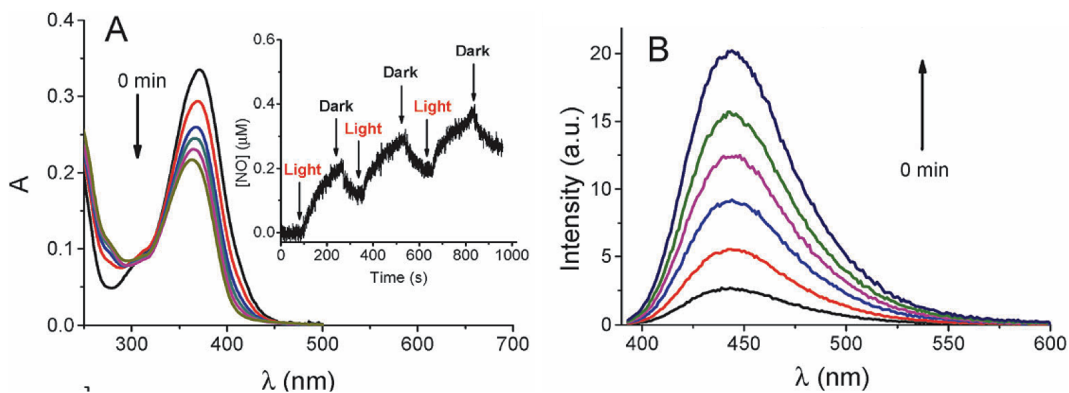 A
0 min
0.4
0.3
0.2
0.1
0.0
A
300
400
500
600
700
λ (nm)
0.6
0.4
0.2
0.0
[NO] (μM)
Dark
Dark
Dark
Light
Light
Light
0 200 400 600 800 1000
Time (s)
B
0 min
20
15
10
5
0
Intensity (a.u.)
400 450 500 550 600
λ (nm)